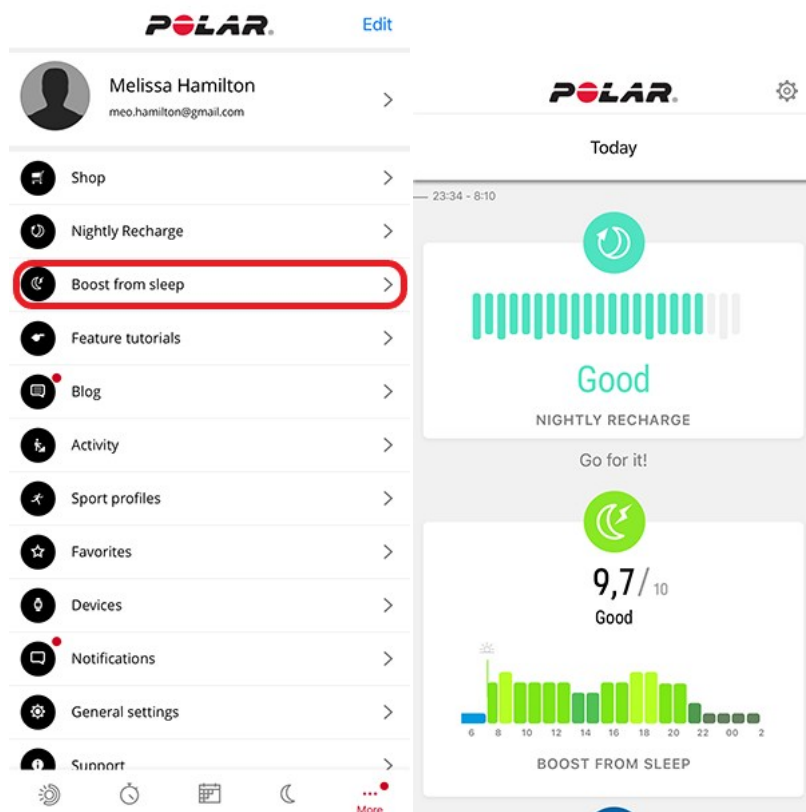 POLAR.
Edit
Melissa Hamilton
meo.hamilton@gmail.com
Shop
Nightly Recharge
Boost from sleep
Feature tutorials
Blog
Activity
Sport profiles
Favorites
Devices
Notifications
General settings
Support
More
POLAR.
Today
23:34 - 8:10
Good
NIGHTLY RECHARGE
Go for it!
9,7/10
Good
6 8 10 12 14 16 18 20 22 00 2
BOOST FROM SLEEP